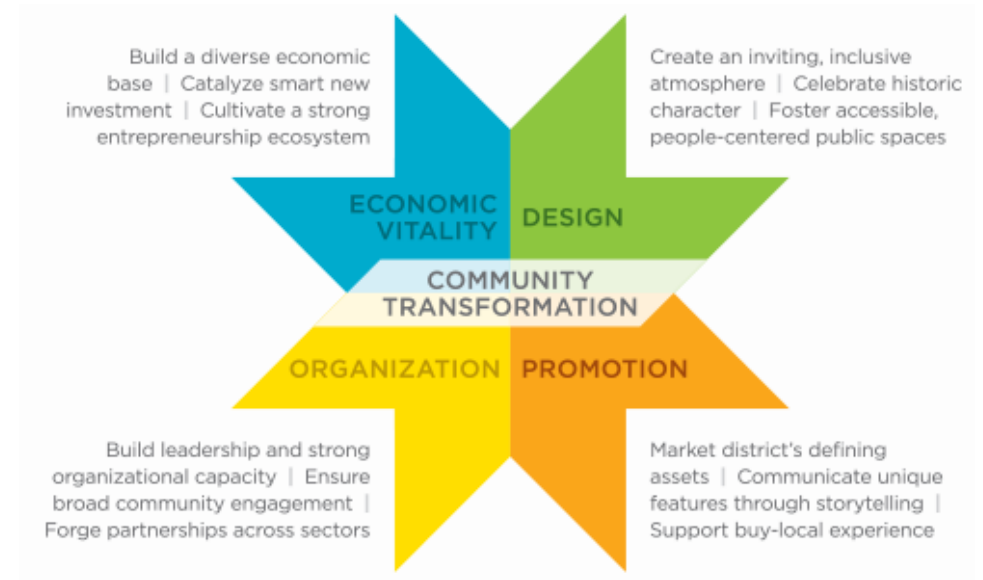 Build a diverse economic
base | Catalyze smart new
investment | Cultivate a strong
entrepreneurship ecosystem
Create an inviting, inclusive
atmosphere | Celebrate historic
character | Foster accessible,
people-centered public spaces
ECONOMIC
VITALITY
DESIGN
COMMUNITY
TRANSFORMATION
ORGANIZATION
PROMOTION
Build leadership and strong
organizational capacity | Ensure
broad community engagement |
Forge partnerships across sectors
Market district's defining
assets | Communicate unique
features through storytelling |
Support buy-local experience